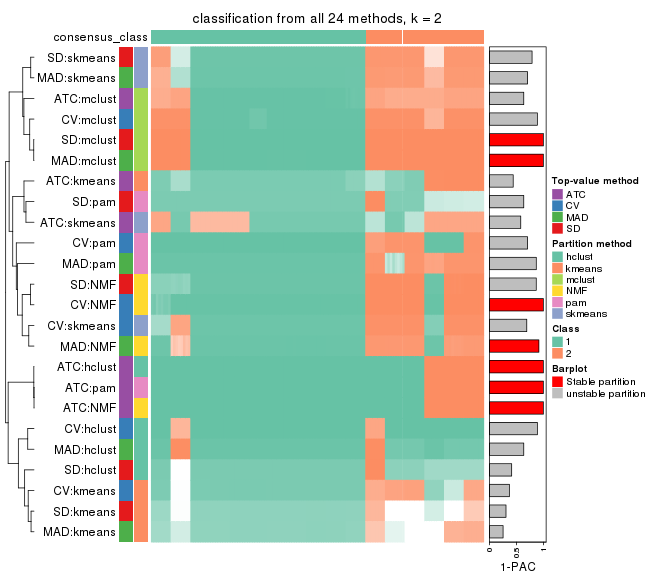 classification from all 24 methods, k = 2
consensus_class
SD:skmeans
MAD:skmeans
ATC:mclust
CV:mclust
SD:mclust
MAD:mclust
ATC:kmeans
SD:pam
ATC:skmeans
CV:pam
MAD:pam
SD:NMF
CV:NMF
CV:skmeans
MAD:NMF
ATC:hclust
ATC:pam
ATC:NMF
CV:hclust
MAD:hclust
SD:hclust
CV:kmeans
SD:kmeans
MAD:kmeans
0
0.5
1
1-PAC
Top-value method
ATC
CV
MAD
SD
Partition method
hclust
kmeans
mclust
NMF
pam
skmeans
Class
1
2
Barplot
Stable partition
unstable partition